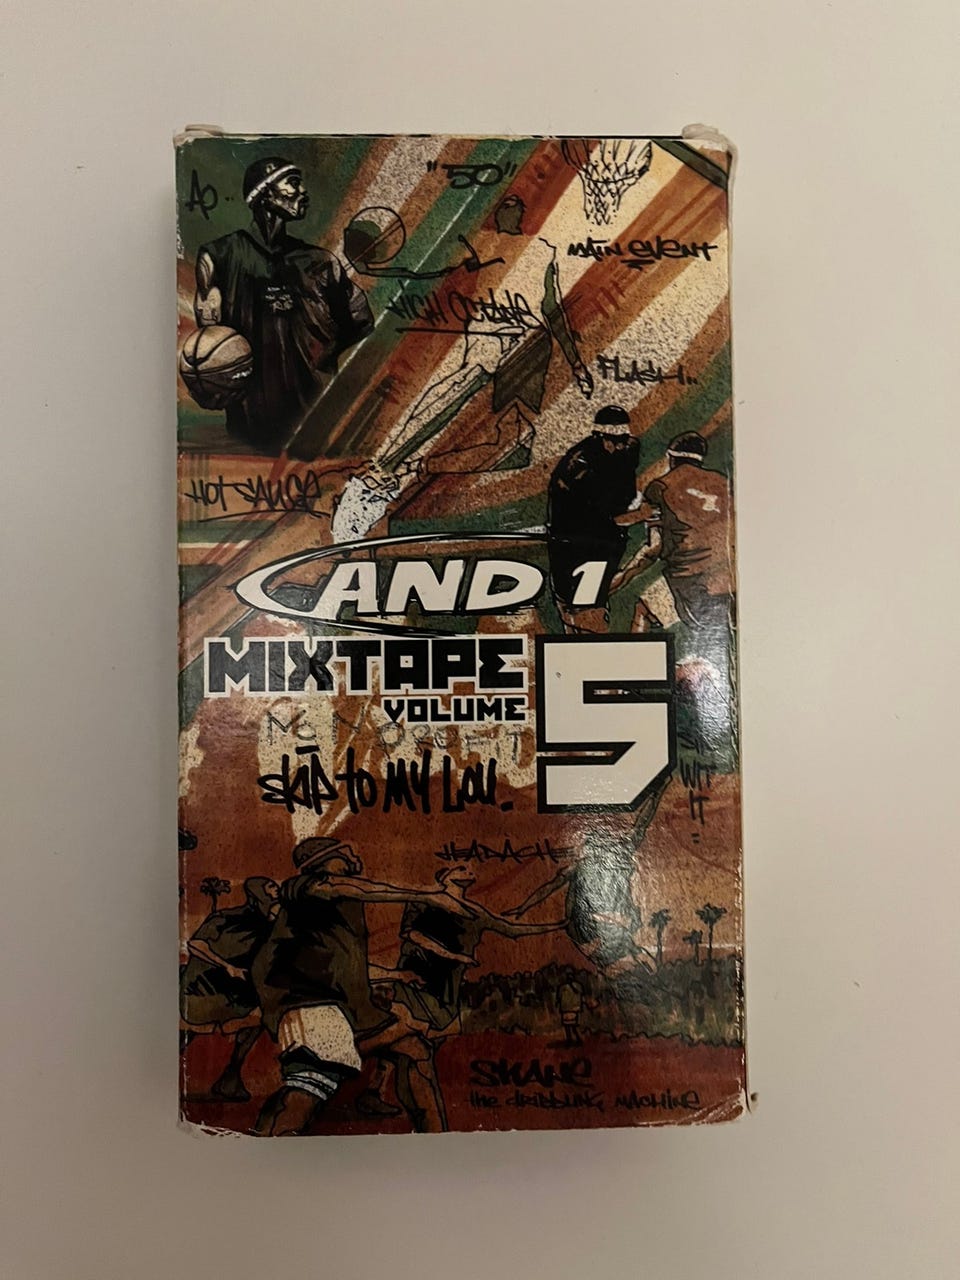 AO..
"50"
MAIN EVENT
HIGH OCTANE
FLASH..
HOT SAUCE
AND 1
MIXTAPE
VOLUME
5
SKIP to MY LOU.
WIT
IT
HEADACHE
SHANE
the dribbling MACHINE